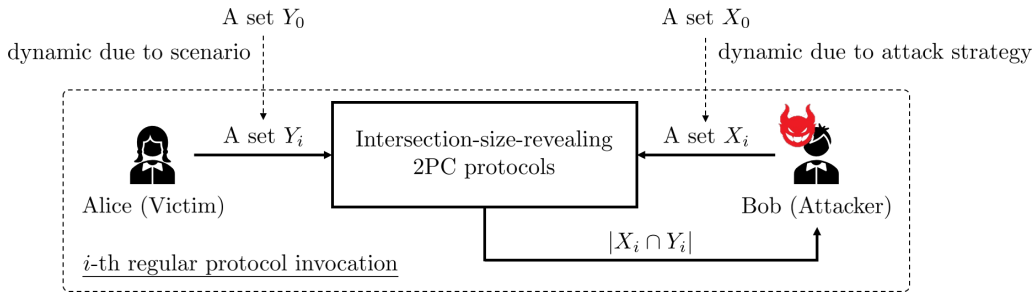 A set Y₀
A set X₀
dynamic due to scenario
dynamic due to attack strategy
A set Yᵢ
Intersection-size-revealing
2PC protocols
A set Xᵢ
Alice (Victim)
Bob (Attacker)
|Xᵢ ∩ Yᵢ|
i-th regular protocol invocation